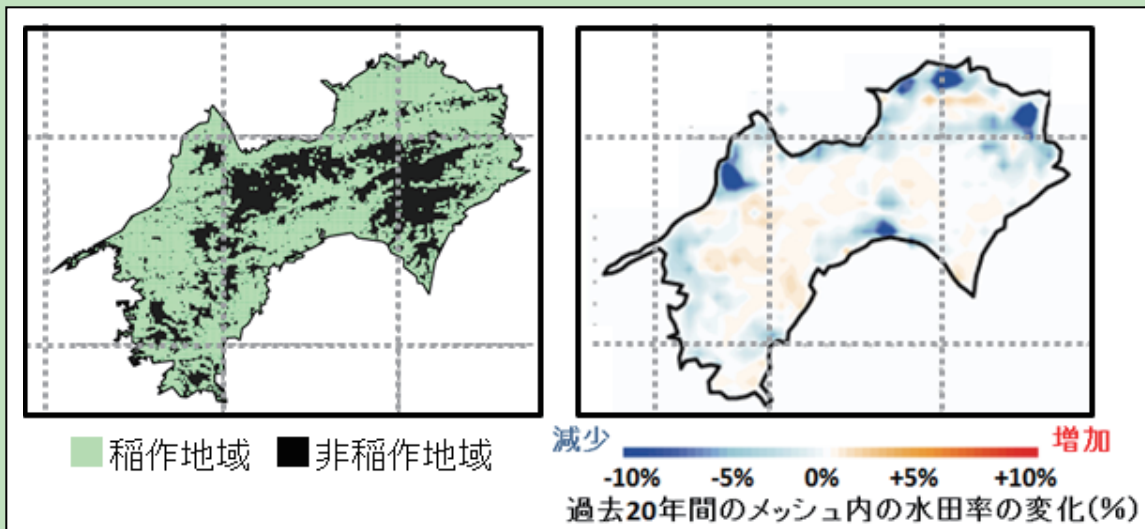 稲作地域 非稲作地域
減少 増加
-10% -5% 0% +5% +10%
過去20年間のメッシュ内の水田率の変化(%)